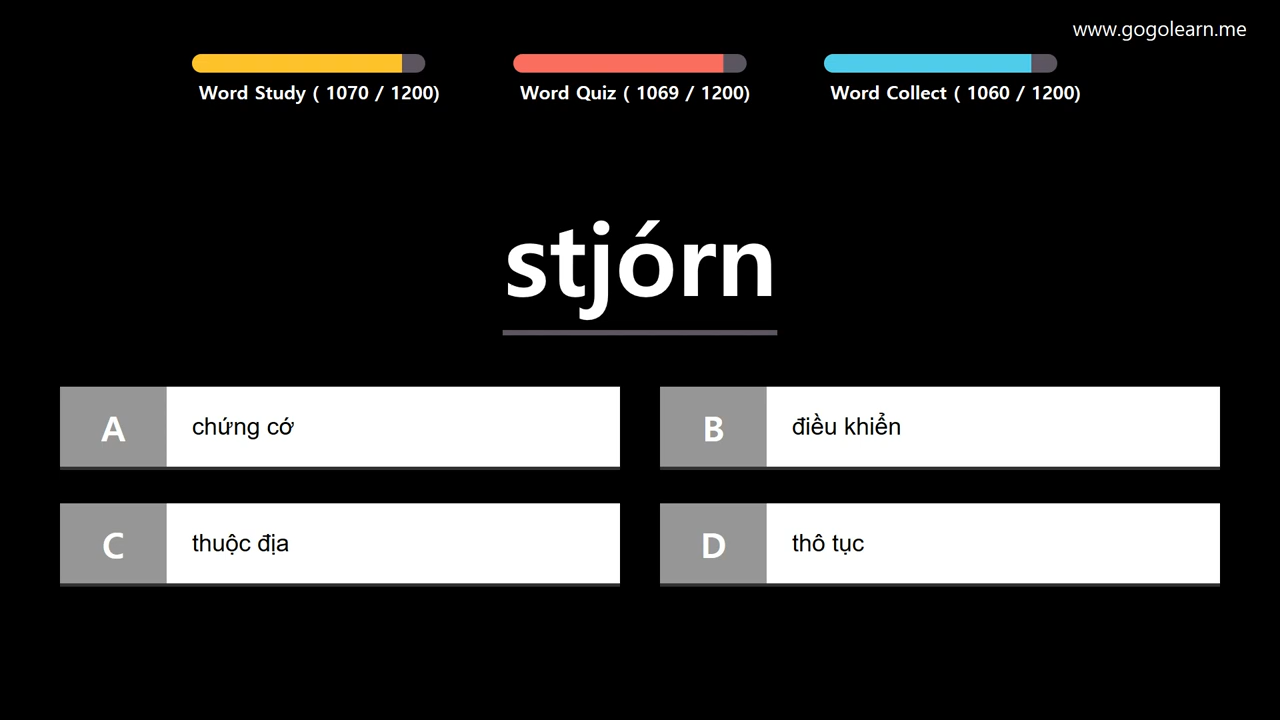 www.gogolearn.me
Word Study ( 1070 / 1200)
Word Quiz ( 1069 / 1200)
Word Collect ( 1060 / 1200)
stjórn
A
chứng cớ
B
điều khiển
C
thuộc địa
D
thô tục